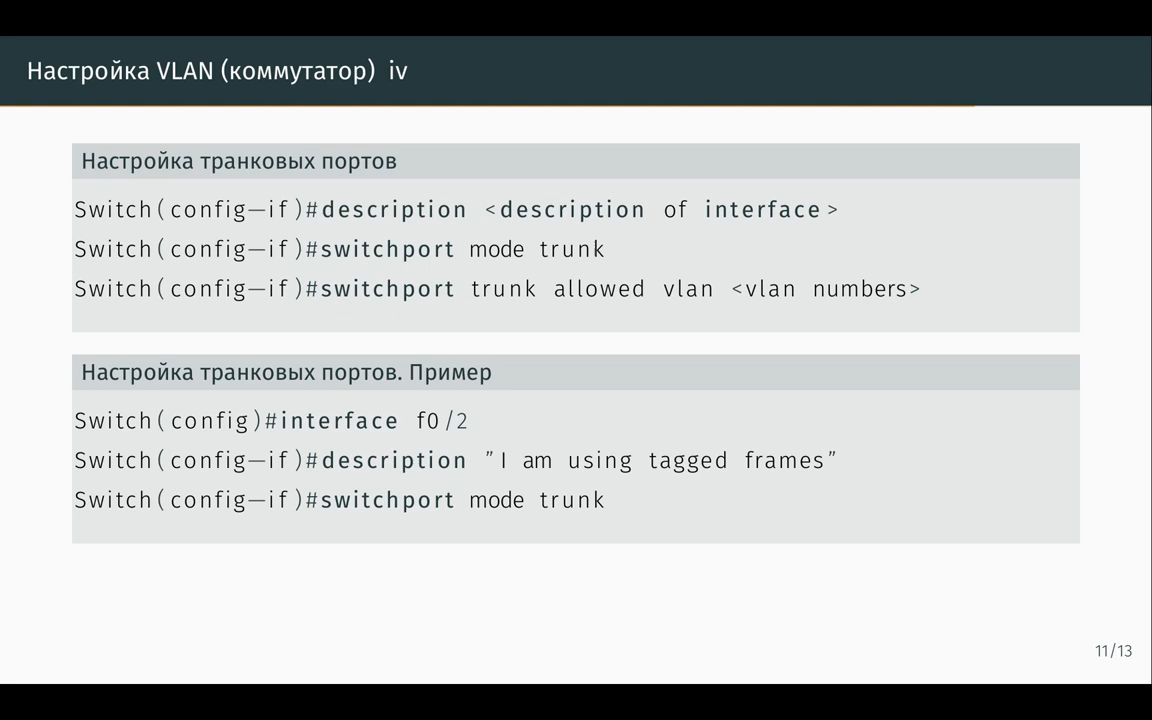 Настройка VLAN (коммутатор) iv
Настройка транковых портов
Switch(config—if)#description <description of interface>
Switch(config—if)#switchport mode trunk
Switch(config—if)#switchport trunk allowed vlan <vlan numbers>
Настройка транковых портов. Пример
Switch(config)#interface f0/2
Switch(config—if)#description ”I am using tagged frames”
Switch(config—if)#switchport mode trunk
11/13